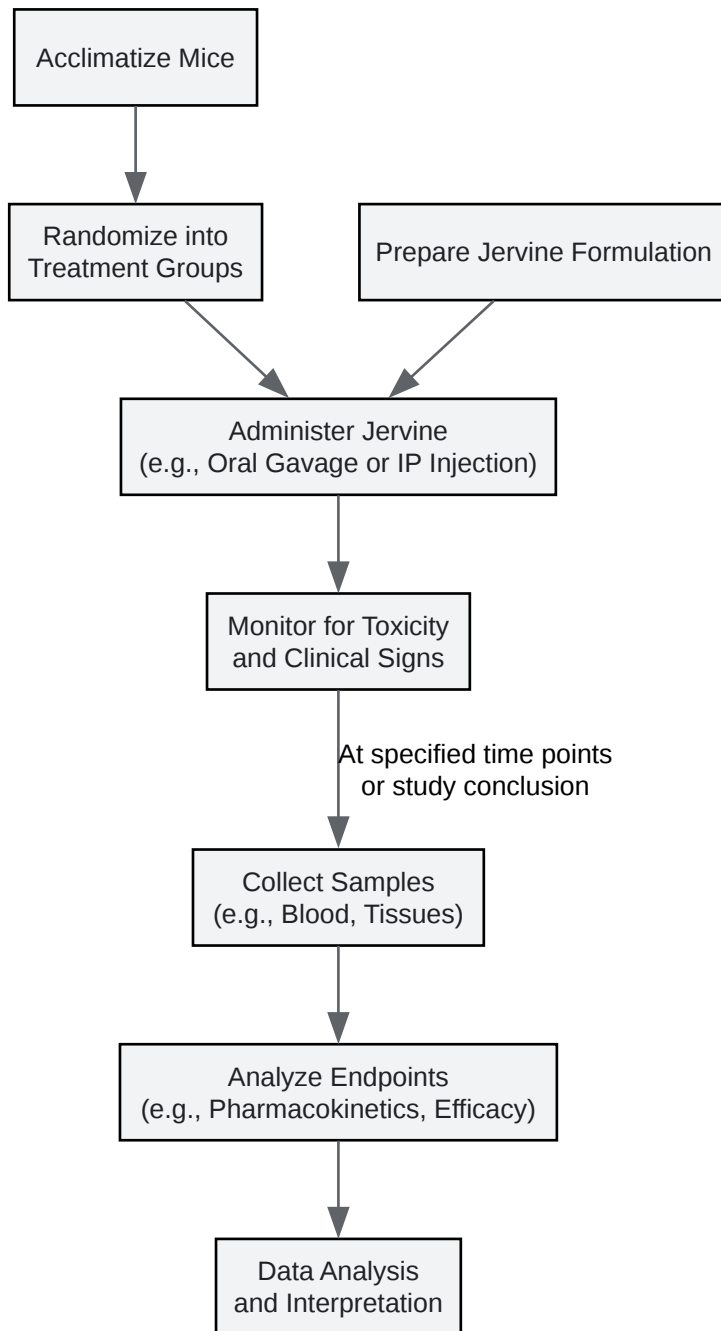 Acclimatize Mice
Randomize into
Treatment Groups
Prepare Jervine Formulation
Administer Jervine
(e.g., Oral Gavage or IP Injection)
Monitor for Toxicity
and Clinical Signs
At specified time points
or study conclusion
Collect Samples
(e.g., Blood, Tissues)
Analyze Endpoints
(e.g., Pharmacokinetics, Efficacy)
Data Analysis
and Interpretation